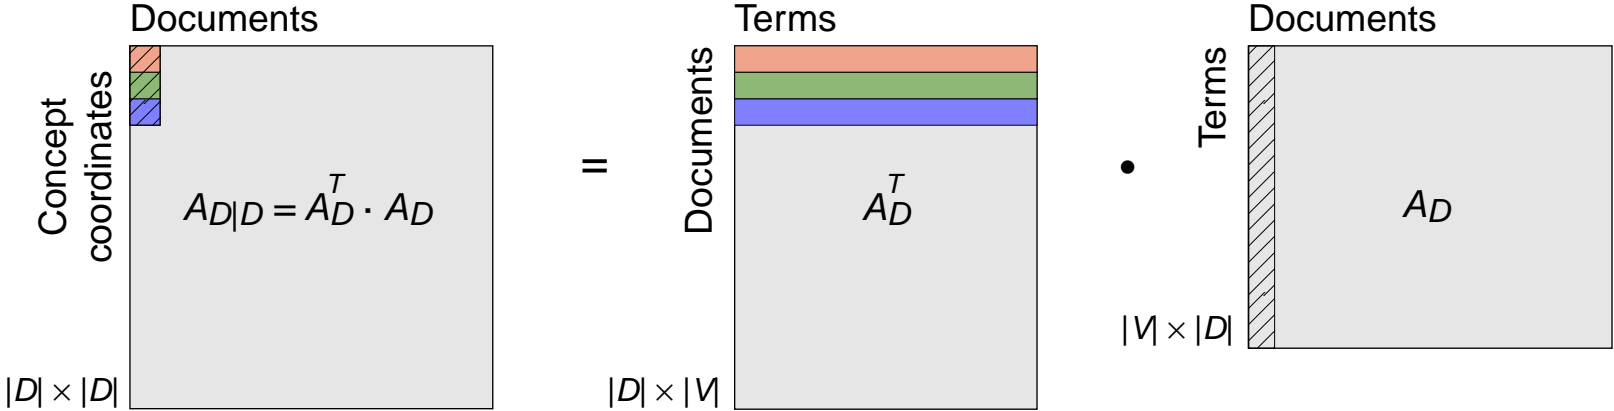 Documents
Concept
coordinates
A_{D|D} = A_D^T · A_D
|D| × |D|
=
Terms
Documents
A_D^T
|D| × |V|
•
Documents
Terms
A_D
|V| × |D|